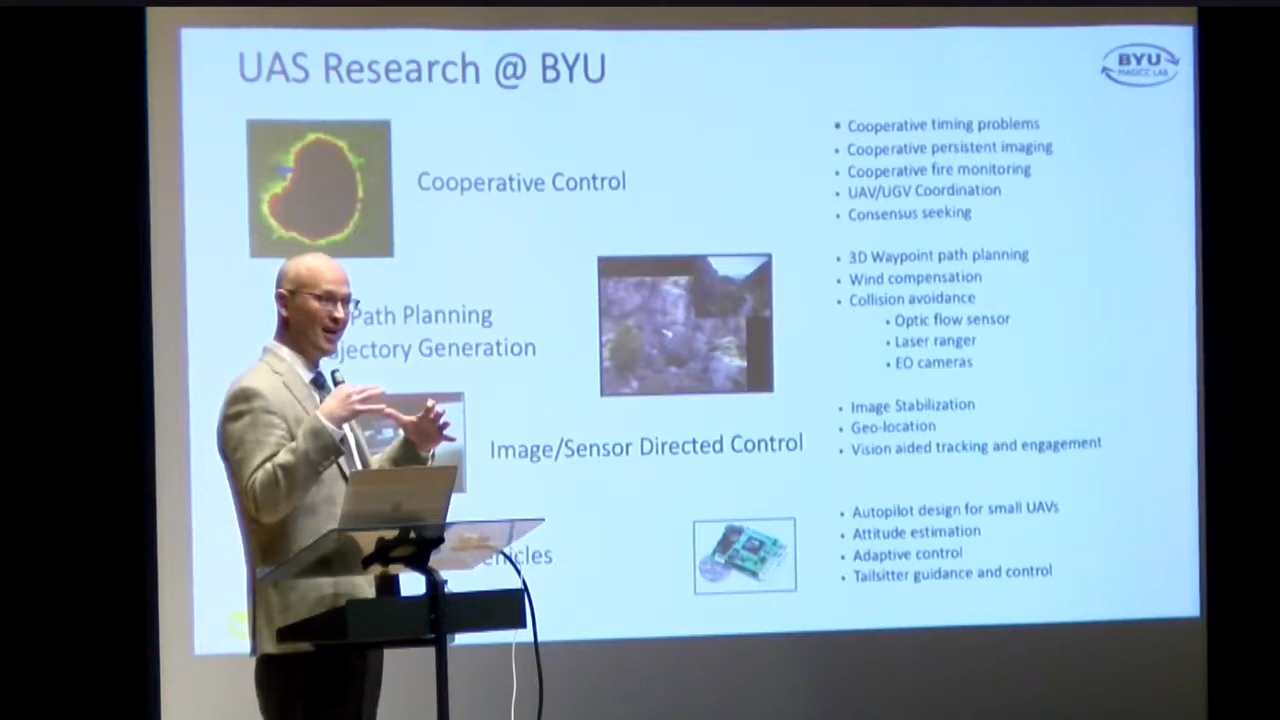 UAS Research @ BYU
BYU
MAGICC LAB
Cooperative Control
• Cooperative timing problems
• Cooperative persistent imaging
• Cooperative fire monitoring
• UAV/UGV Coordination
• Consensus seeking
Path Planning
jectory Generation
• 3D Waypoint path planning
• Wind compensation
• Collision avoidance
• Optic flow sensor
• Laser ranger
• EO cameras
Image/Sensor Directed Control
• Image Stabilization
• Geo-location
• Vision aided tracking and engagement
• Autopilot design for small UAVs
• Attitude estimation
• Adaptive control
• Tailsitter guidance and control